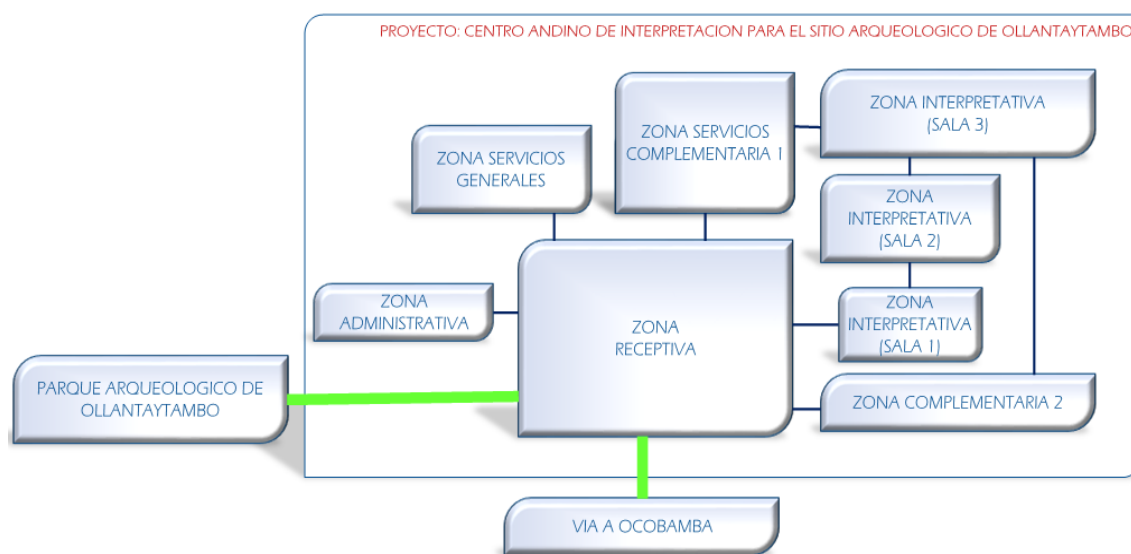 PROYECTO: CENTRO ANDINO DE INTERPRETACION PARA EL SITIO ARQUEOLOGICO DE OLLANTAYTAMBO
ZONA INTERPRETATIVA
(SALA 3)
ZONA SERVICIOS
COMPLEMENTARIA 1
ZONA SERVICIOS
GENERALES
ZONA
INTERPRETATIVA
(SALA 2)
ZONA
ADMINISTRATIVA
ZONA
RECEPTIVA
ZONA
INTERPRETATIVA
(SALA 1)
PARQUE ARQUEOLOGICO DE
OLLANTAYTAMBO
ZONA COMPLEMENTARIA 2
VIA A OCOBAMBA